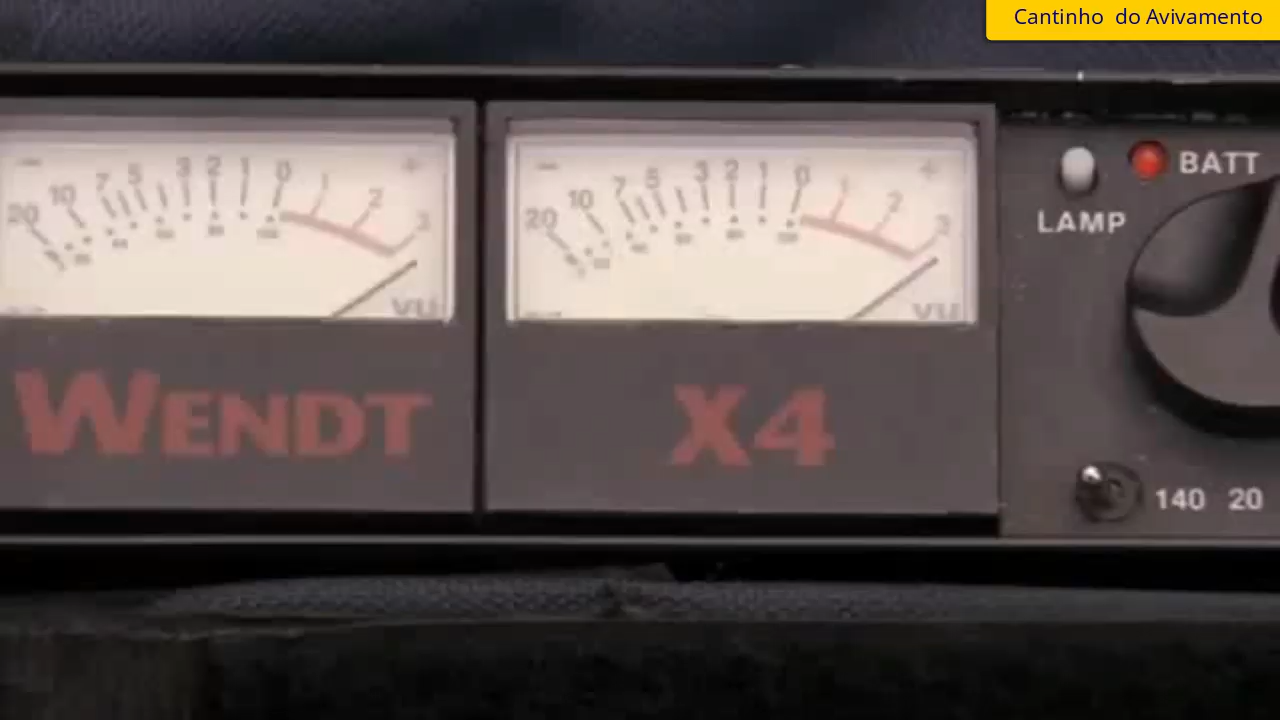 Cantinho do Avivamento
− 20 10 7 5 3 2 1 0 1 2 3 +
VU
− 20 10 7 5 3 2 1 0 1 2 3 +
VU
BATT
LAMP
WENDT
X4
140 20